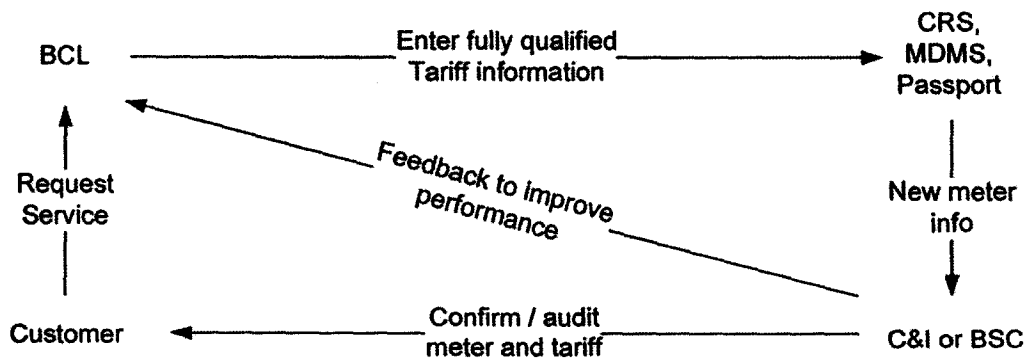 BCL
Enter fully qualified
Tariff information
CRS,
MDMS,
Passport
Feedback to improve
performance
Request
Service
New meter
info
Customer
Confirm / audit
meter and tariff
C&I or BSC